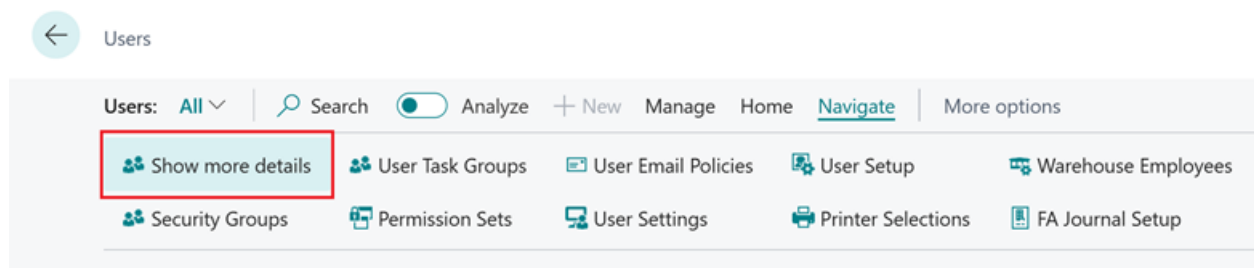 Users
Users: All Search Analyze + New Manage Home Navigate More options
Show more details User Task Groups User Email Policies User Setup Warehouse Employees
Security Groups Permission Sets User Settings Printer Selections FA Journal Setup